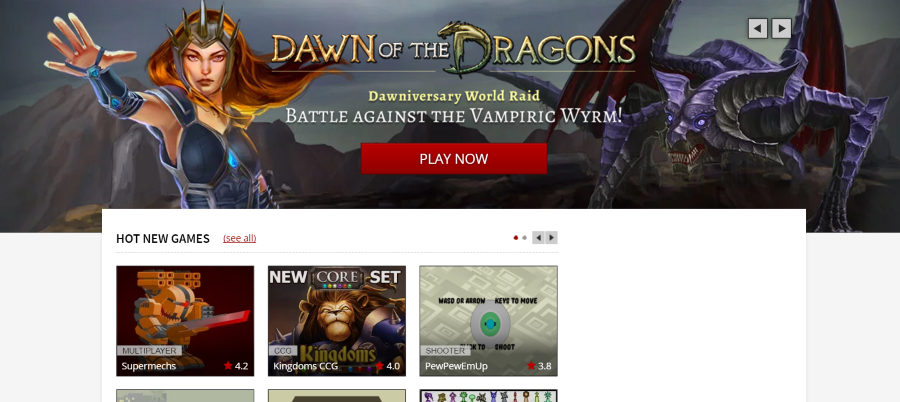 DAWN OF THE DRAGONS
Dawniversary World Raid
BATTLE AGAINST THE VAMPIRIC WYRM!
PLAY NOW
HOT NEW GAMES (see all)
MULTIPLAYER
Supermechs 4.2
NEW CORE SET
CCG
Kingdoms
Kingdoms CCG 4.0
WASD OR ARROW KEYS TO MOVE
TO SHOOT
SHOOTER
PewPewEmUp 3.8